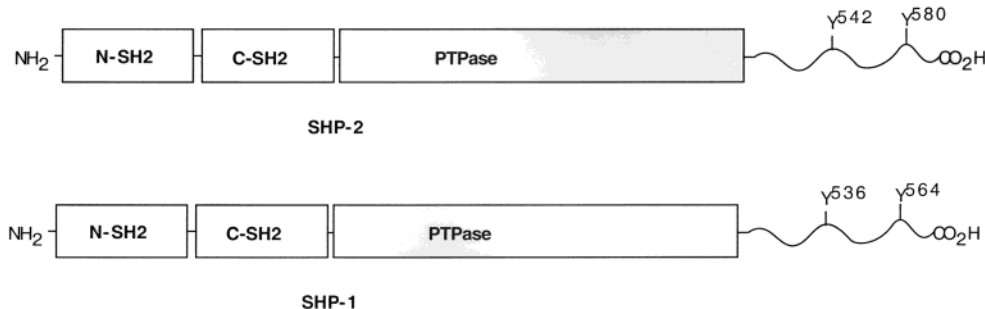 Y542 Y580
NH2 N-SH2 C-SH2 PTPase CO2H
SHP-2
Y536 Y564
NH2 N-SH2 C-SH2 PTPase CO2H
SHP-1